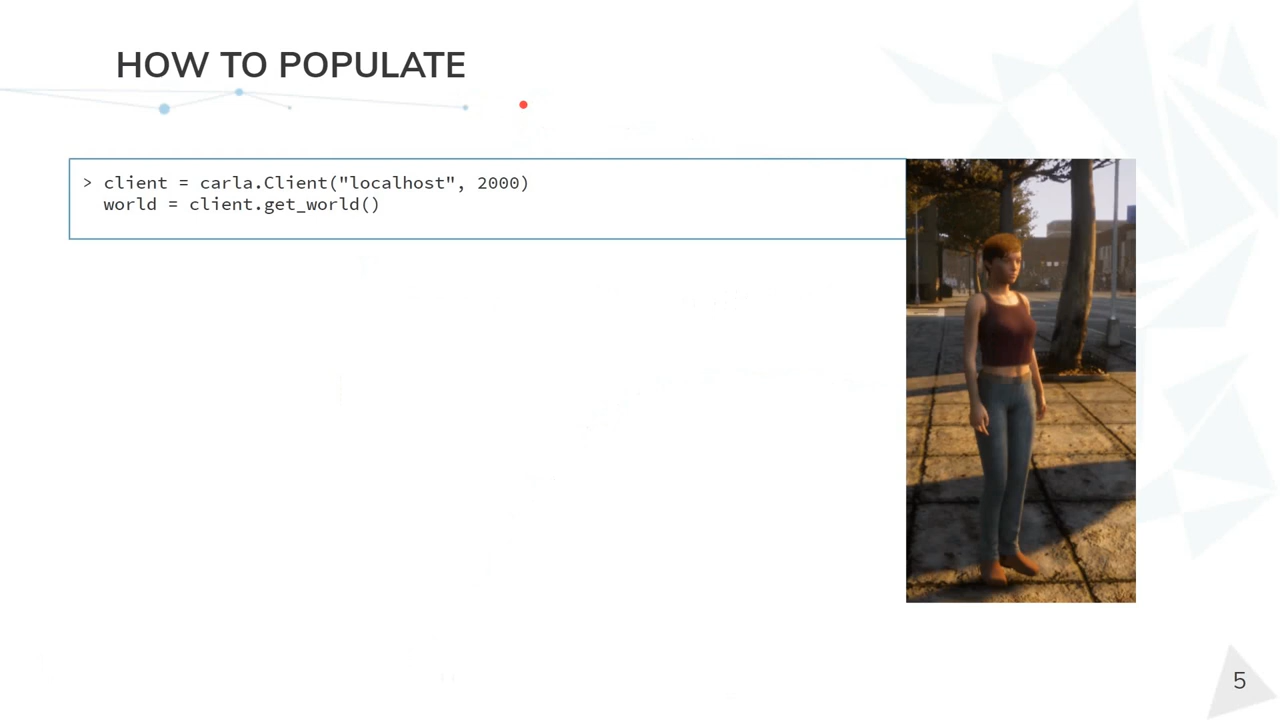 HOW TO POPULATE
> client = carla.Client("localhost", 2000)
world = client.get_world()
5